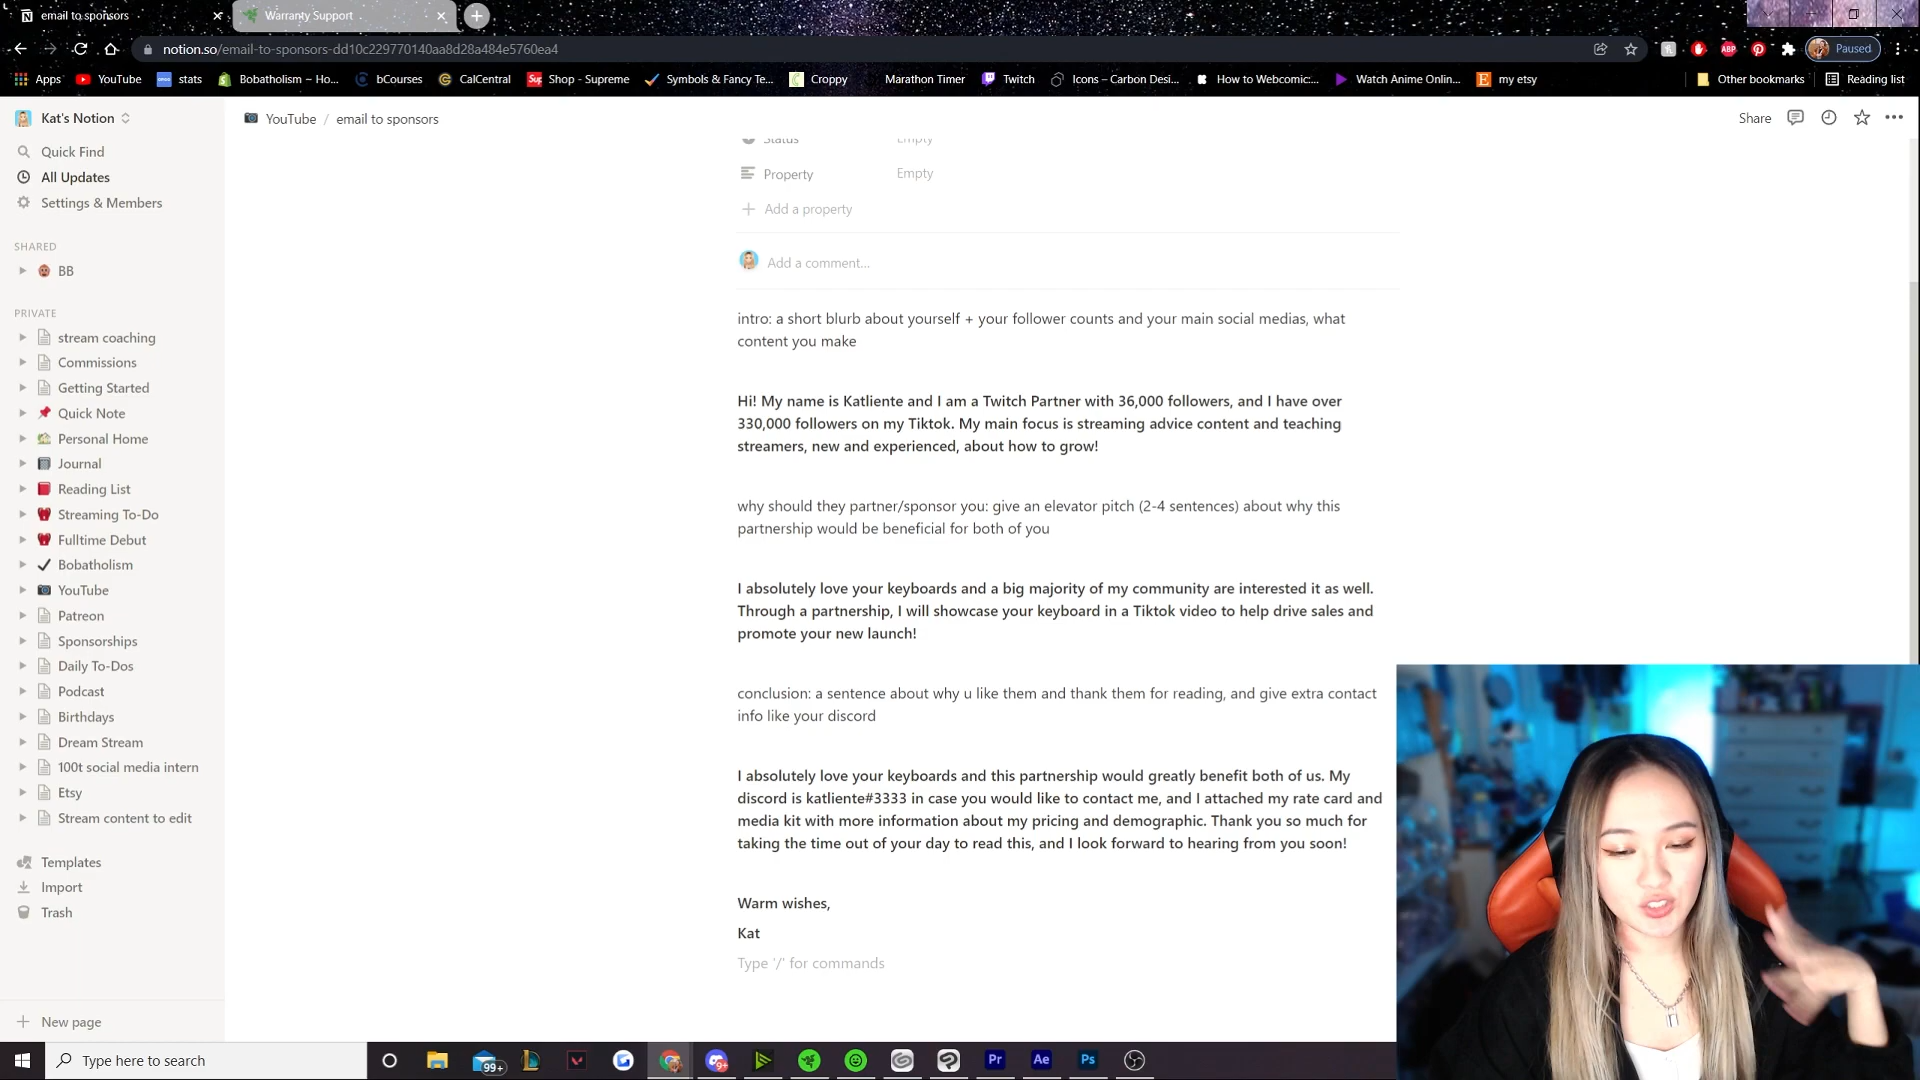 email to sponsors
Warranty Support
notion.so/email-to-sponsors-dd10c229770140aa8d28a484e5760ea4
Paused
Apps
YouTube
stats
Bobatholism – Ho...
bCourses
CalCentral
Shop - Supreme
Symbols & Fancy Te...
Croppy
Marathon Timer
Twitch
Icons – Carbon Desi...
How to Webcomic:...
Watch Anime Onlin...
my etsy
Other bookmarks
Reading list
Kat's Notion
YouTube / email to sponsors
Share
Quick Find
All Updates
Settings & Members
SHARED
BB
PRIVATE
stream coaching
Commissions
Getting Started
Quick Note
Personal Home
Journal
Reading List
Streaming To-Do
Fulltime Debut
Bobatholism
YouTube
Patreon
Sponsorships
Daily To-Dos
Podcast
Birthdays
Dream Stream
100t social media intern
Etsy
Stream content to edit
Templates
Import
Trash
New page
Status Empty
Property Empty
Add a property
Add a comment...
intro: a short blurb about yourself + your follower counts and your main social medias, what
content you make
Hi! My name is Katliente and I am a Twitch Partner with 36,000 followers, and I have over
330,000 followers on my Tiktok. My main focus is streaming advice content and teaching
streamers, new and experienced, about how to grow!
why should they partner/sponsor you: give an elevator pitch (2-4 sentences) about why this
partnership would be beneficial for both of you
I absolutely love your keyboards and a big majority of my community are interested it as well.
Through a partnership, I will showcase your keyboard in a Tiktok video to help drive sales and
promote your new launch!
conclusion: a sentence about why u like them and thank them for reading, and give extra contact
info like your discord
I absolutely love your keyboards and this partnership would greatly benefit both of us. My
discord is katliente#3333 in case you would like to contact me, and I attached my rate card and
media kit with more information about my pricing and demographic. Thank you so much for
taking the time out of your day to read this, and I look forward to hearing from you soon!
Warm wishes,
Kat
Type '/' for commands
Type here to search
99+
Pr
Ae
Ps